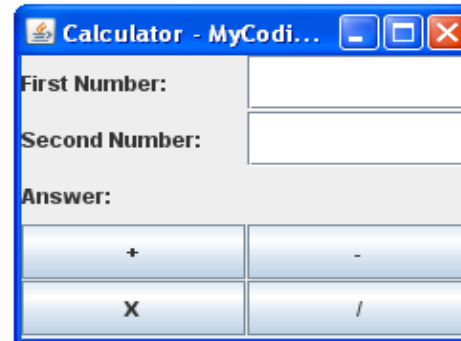 Calculator - MyCodi...
First Number:
Second Number:
Answer:
+ -
X /